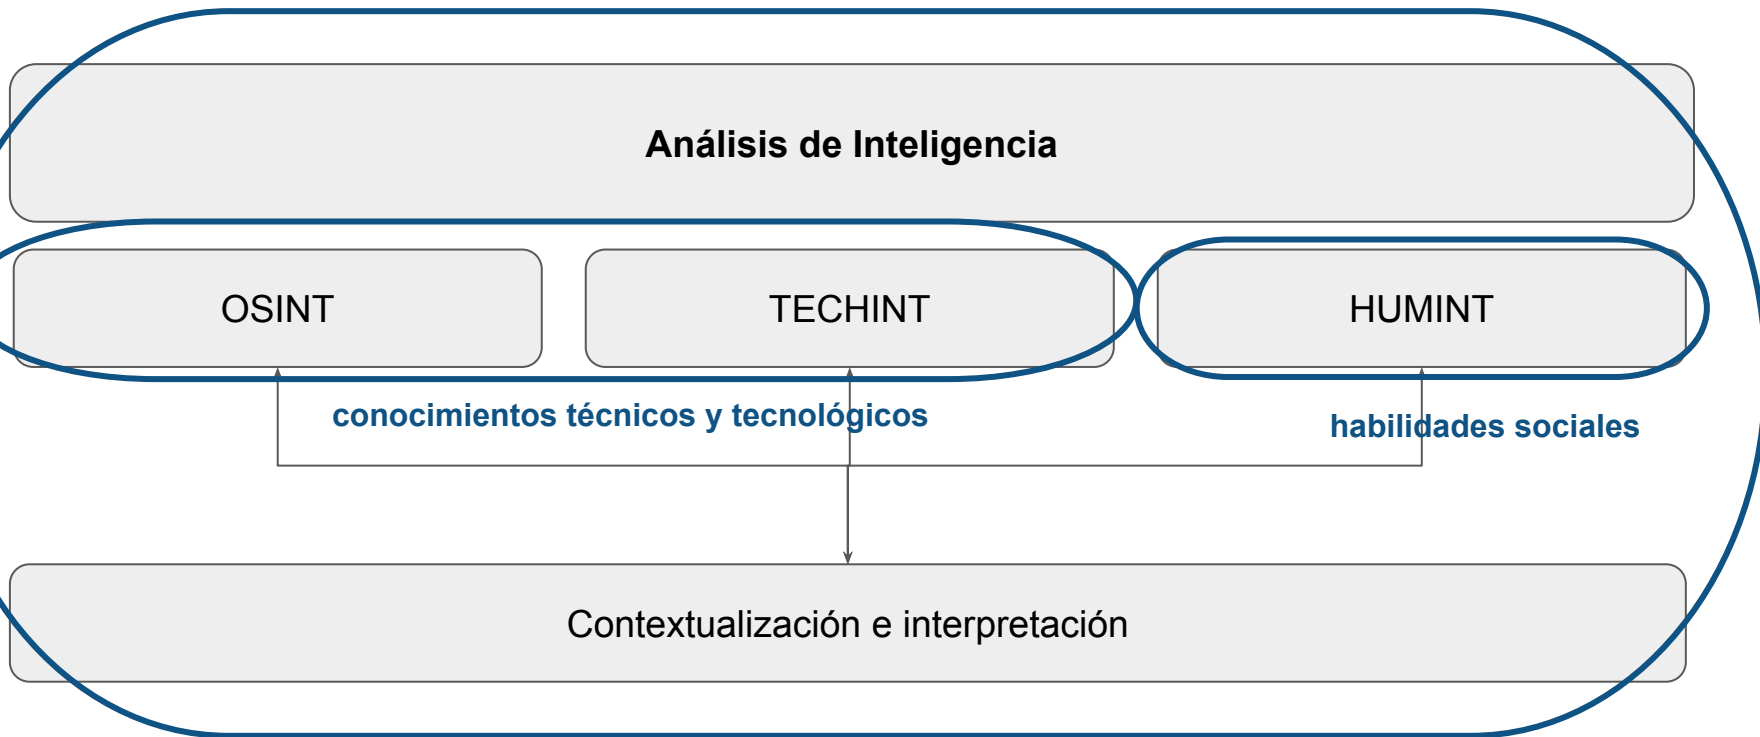 Análisis de Inteligencia
OSINT
TECHINT
HUMINT
conocimientos técnicos y tecnológicos
habilidades sociales
Contextualización e interpretación